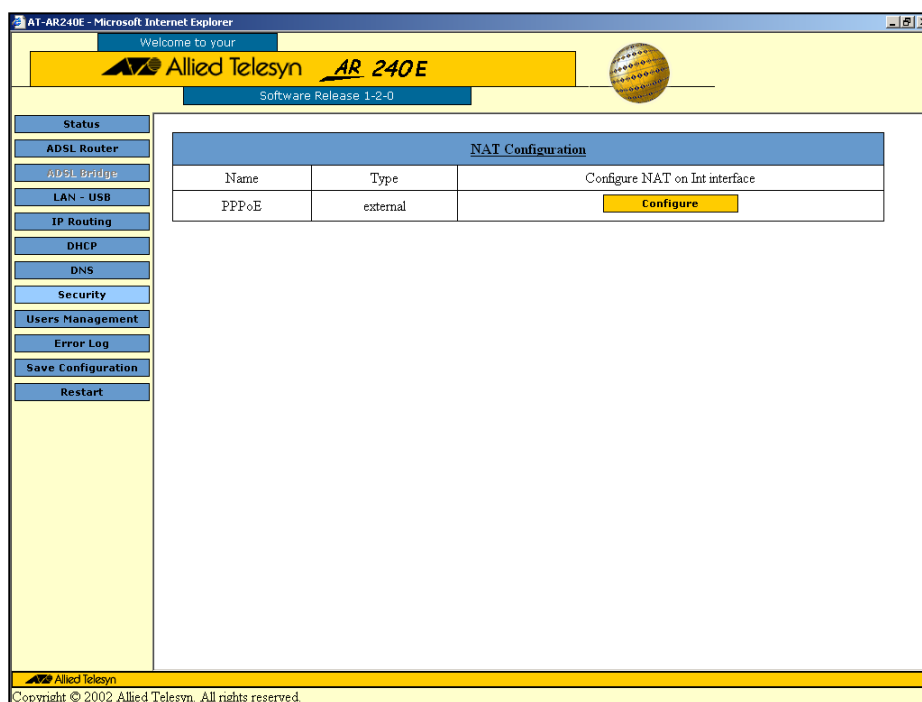 AT-AR240E - Microsoft Internet Explorer
Welcome to your
Allied Telesyn AR 240E
Software Release 1-2-0
Status
ADSL Router
ADSL Bridge
LAN - USB
IP Routing
DHCP
DNS
Security
Users Management
Error Log
Save Configuration
Restart
NAT Configuration
Name Type Configure NAT on Int interface
PPPoE external Configure
Allied Telesyn
Copyright © 2002 Allied Telesyn. All rights reserved.